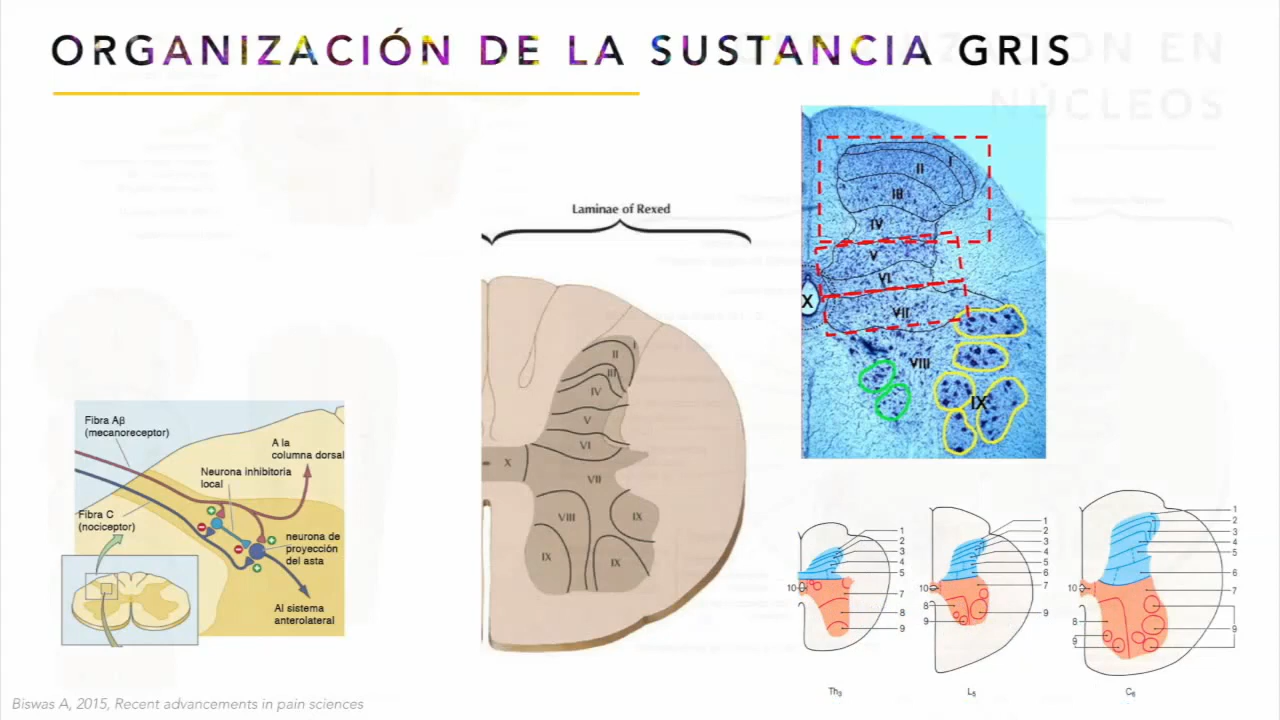 ORGANIZACIÓN DE LA SUSTANCIA GRIS
NÚCLEOS
Laminae of Rexed
I
II
III
IV
V
VI
X
VII
VIII
IX
IX
IX
I
II
III
IV
V
VI
X
VII
VIII
IX
Fibra Aβ
(mecanoreceptor)
A la
columna dorsal
Neurona inhibitoria
local
Fibra C
(nociceptor)
neurona de
proyección
del asta
Al sistema
anterolateral
1
2
3
4
5
10
7
8
9
1
2
3
4
5
6
10
7
8
9
9
1
2
3
4
5
6
10
7
8
9
9
Th₉
L₅
C₆
Biswas A, 2015, Recent advancements in pain sciences